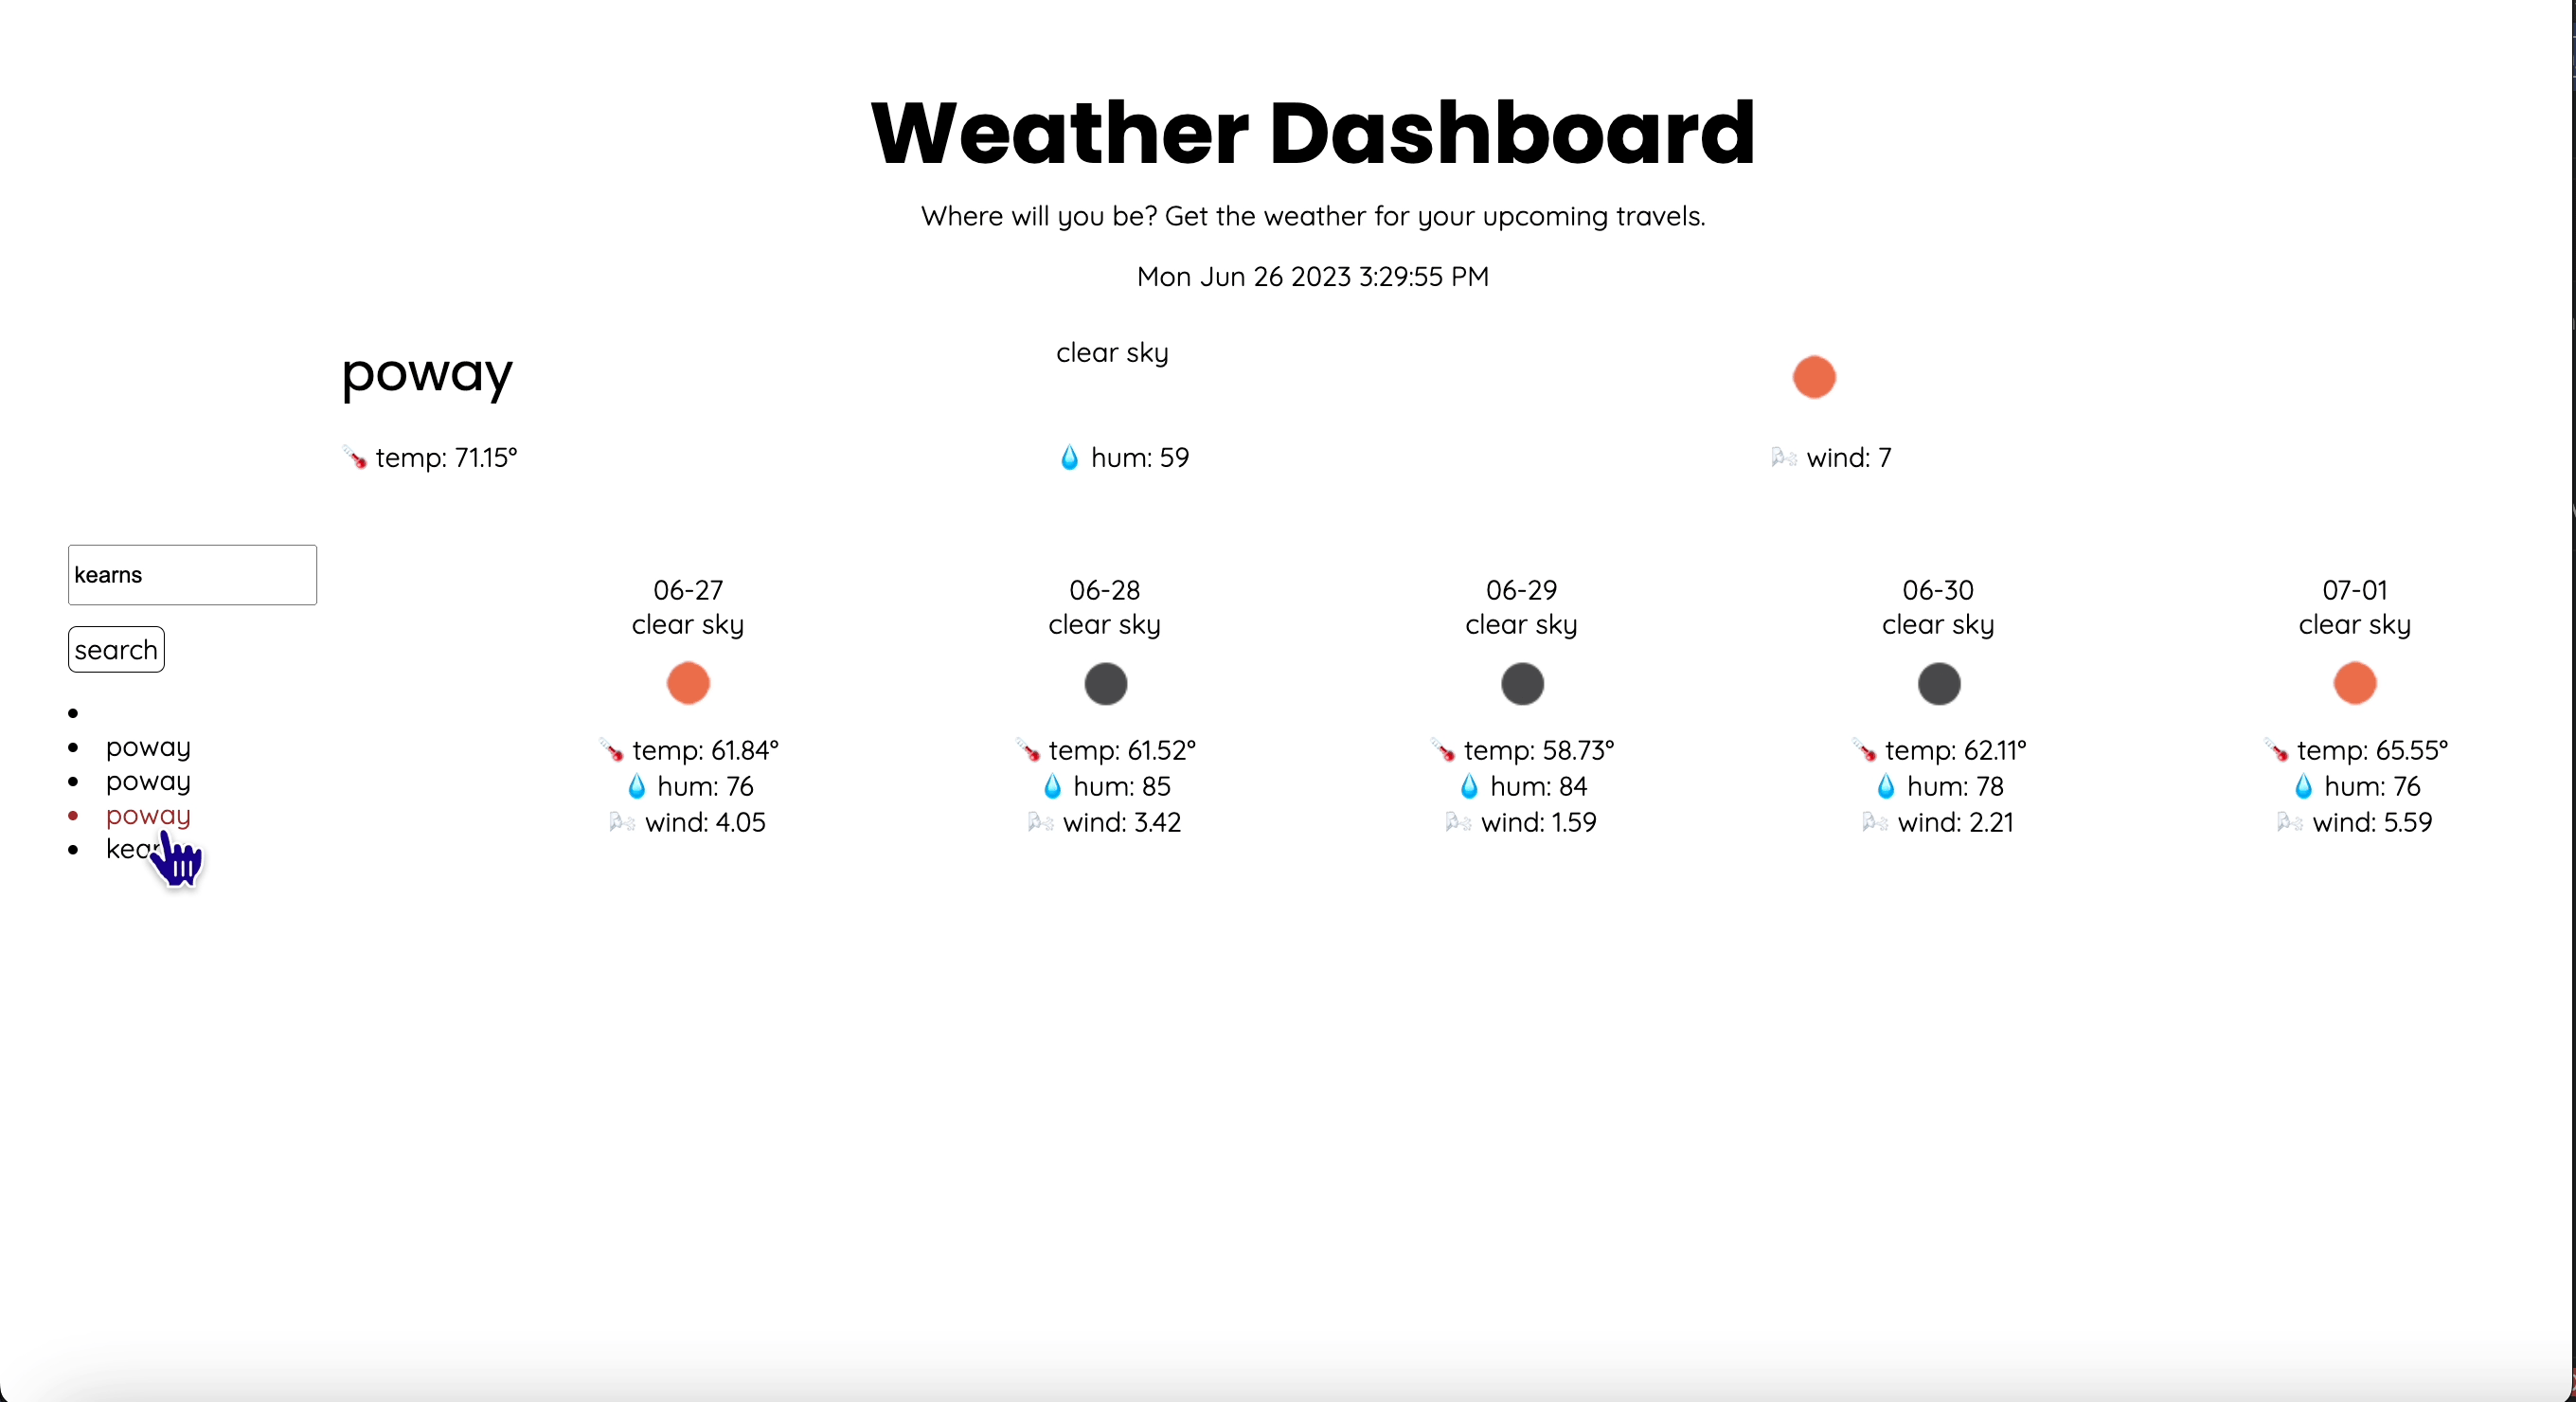 Weather Dashboard
Where will you be? Get the weather for your upcoming travels.
Mon Jun 26 2023 3:29:55 PM
poway
clear sky
🌡️ temp: 71.15°
💧 hum: 59
🌬️ wind: 7
kearns
search
poway
poway
poway
06-27
clear sky
🌡️ temp: 61.84°
💧 hum: 76
🌬️ wind: 4.05
06-28
clear sky
🌡️ temp: 61.52°
💧 hum: 85
🌬️ wind: 3.42
06-29
clear sky
🌡️ temp: 58.73°
💧 hum: 84
🌬️ wind: 1.59
06-30
clear sky
🌡️ temp: 62.11°
💧 hum: 78
🌬️ wind: 2.21
07-01
clear sky
🌡️ temp: 65.55°
💧 hum: 76
🌬️ wind: 5.59